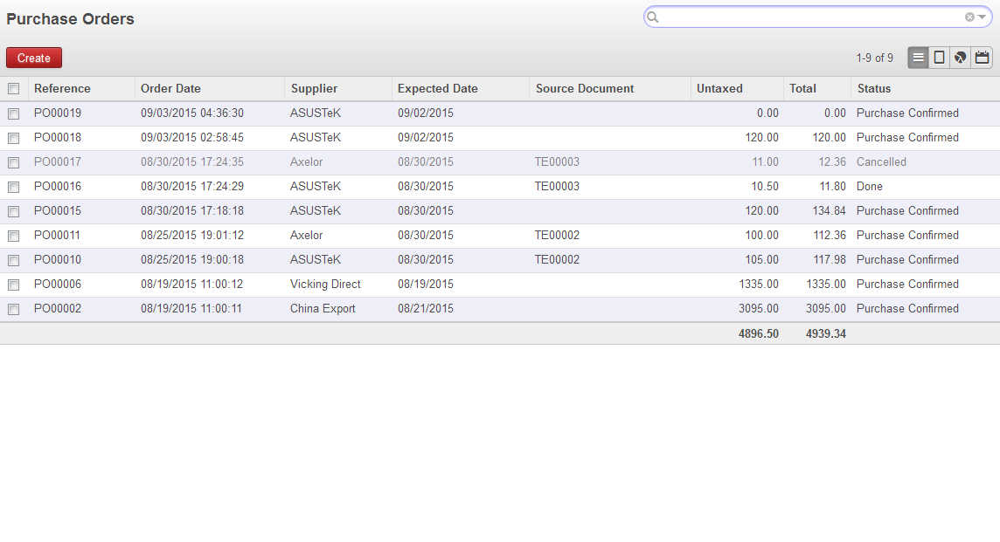 Purchase Orders
Create
1-9 of 9
Reference Order Date Supplier Expected Date Source Document Untaxed Total Status
PO00019 09/03/2015 04:36:30 ASUSTeK 09/02/2015 0.00 0.00 Purchase Confirmed
PO00018 09/03/2015 02:58:45 ASUSTeK 09/02/2015 120.00 120.00 Purchase Confirmed
PO00017 08/30/2015 17:24:35 Axelor 08/30/2015 TE00003 11.00 12.36 Cancelled
PO00016 08/30/2015 17:24:29 ASUSTeK 08/30/2015 TE00003 10.50 11.80 Done
PO00015 08/30/2015 17:18:18 ASUSTeK 08/30/2015 120.00 134.84 Purchase Confirmed
PO00011 08/25/2015 19:01:12 Axelor 08/30/2015 TE00002 100.00 112.36 Purchase Confirmed
PO00010 08/25/2015 19:00:18 ASUSTeK 08/30/2015 TE00002 105.00 117.98 Purchase Confirmed
PO00006 08/19/2015 11:00:12 Vicking Direct 08/19/2015 1335.00 1335.00 Purchase Confirmed
PO00002 08/19/2015 11:00:11 China Export 08/21/2015 3095.00 3095.00 Purchase Confirmed
4896.50 4939.34